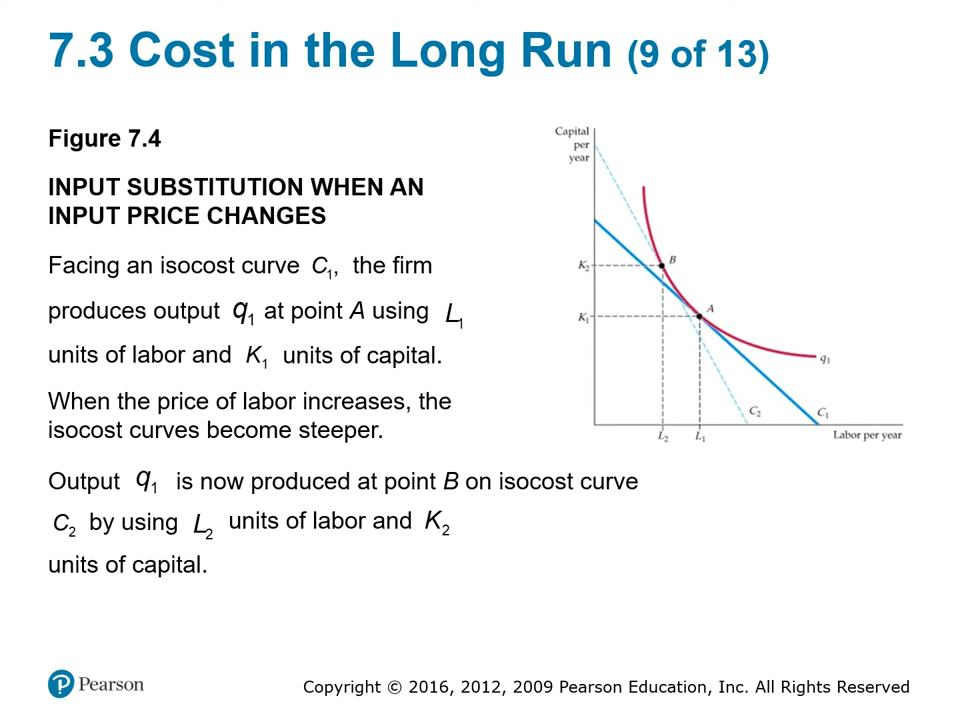 7.3 Cost in the Long Run (9 of 13)
Figure 7.4
INPUT SUBSTITUTION WHEN AN
INPUT PRICE CHANGES
Facing an isocost curve C₁, the firm
produces output q₁ at point A using L₁
units of labor and K₁ units of capital.
When the price of labor increases, the
isocost curves become steeper.
Output q₁ is now produced at point B on isocost curve
C₂ by using L₂ units of labor and K₂
units of capital.
Capital
per
year
K₂
B
K₁
A
q₁
C₂
C₁
L₂
L₁
Labor per year
Pearson
Copyright © 2016, 2012, 2009 Pearson Education, Inc. All Rights Reserved